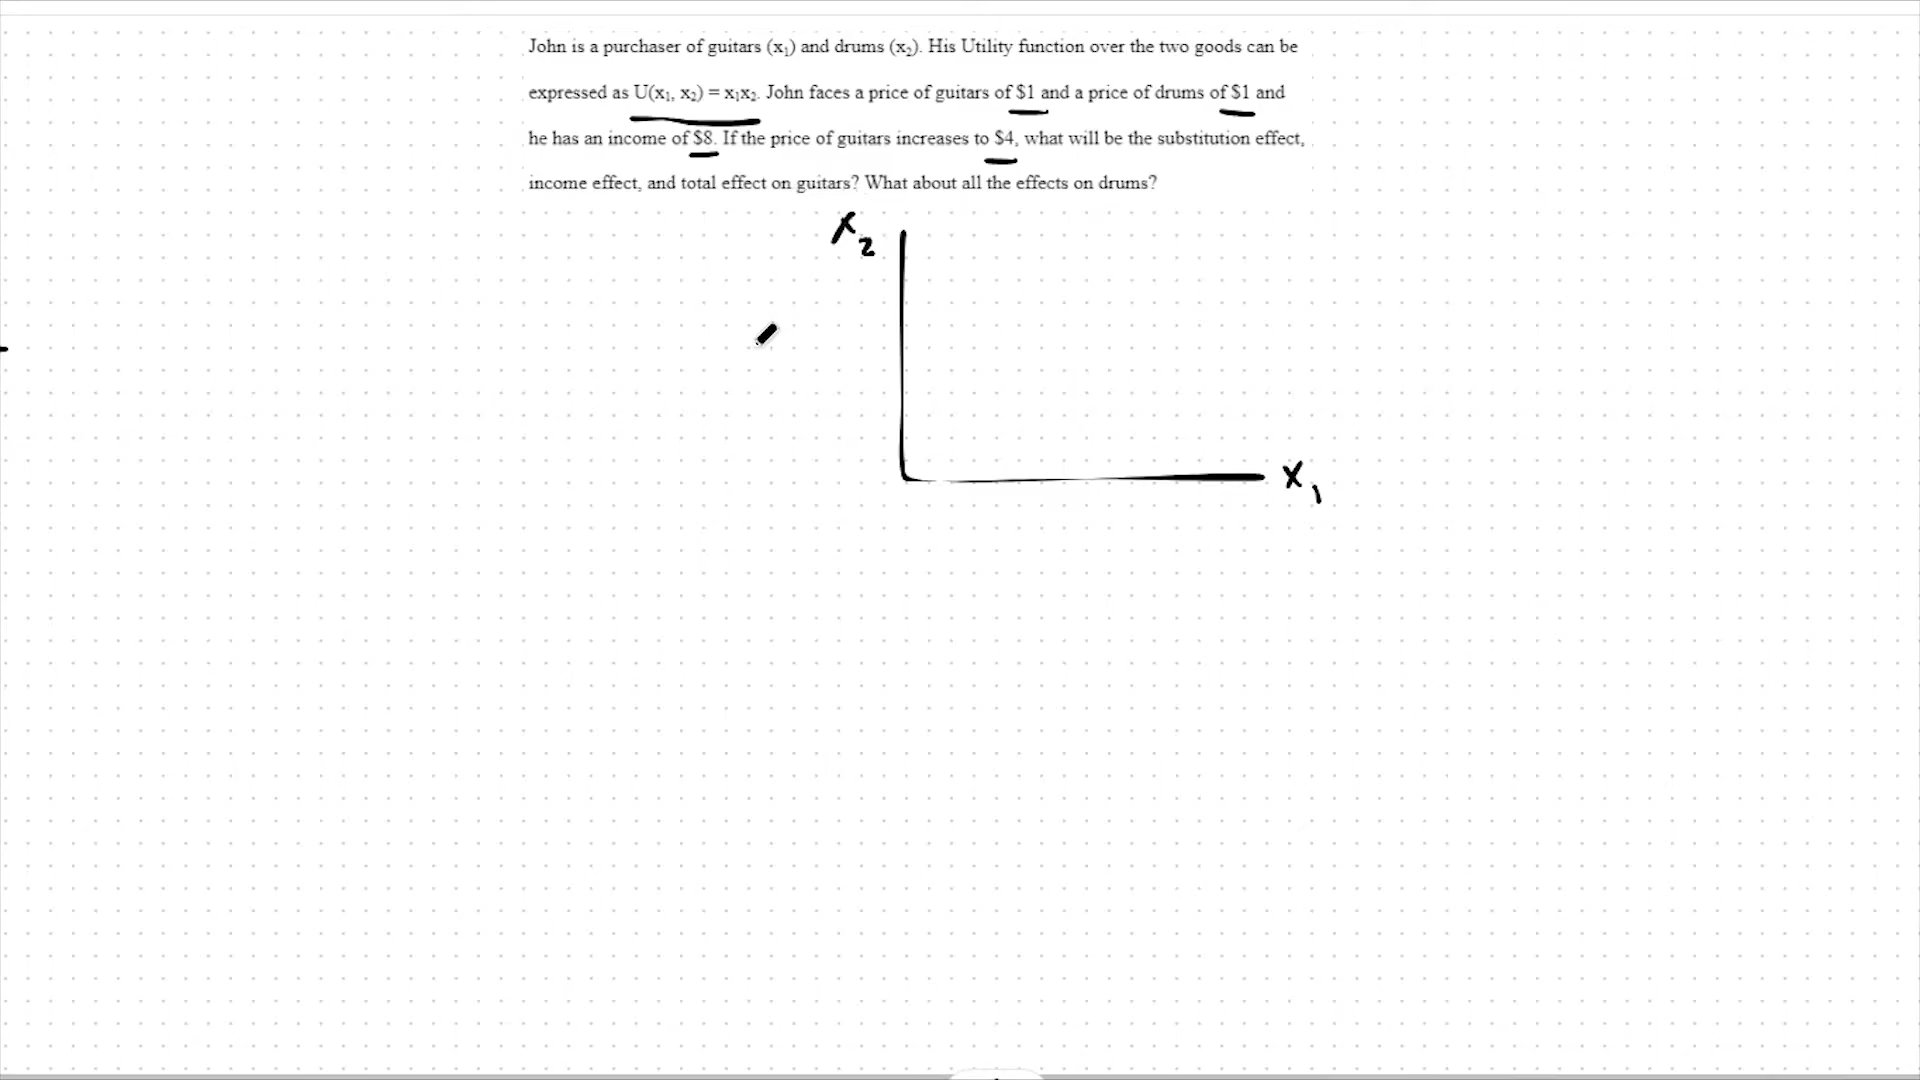 John is a purchaser of guitars (x₁) and drums (x₂). His Utility function over the two goods can be
expressed as U(x₁, x₂) = x₁x₂. John faces a price of guitars of $1 and a price of drums of $1 and
he has an income of $8. If the price of guitars increases to $4, what will be the substitution effect,
income effect, and total effect on guitars? What about all the effects on drums?
x₂
x₁